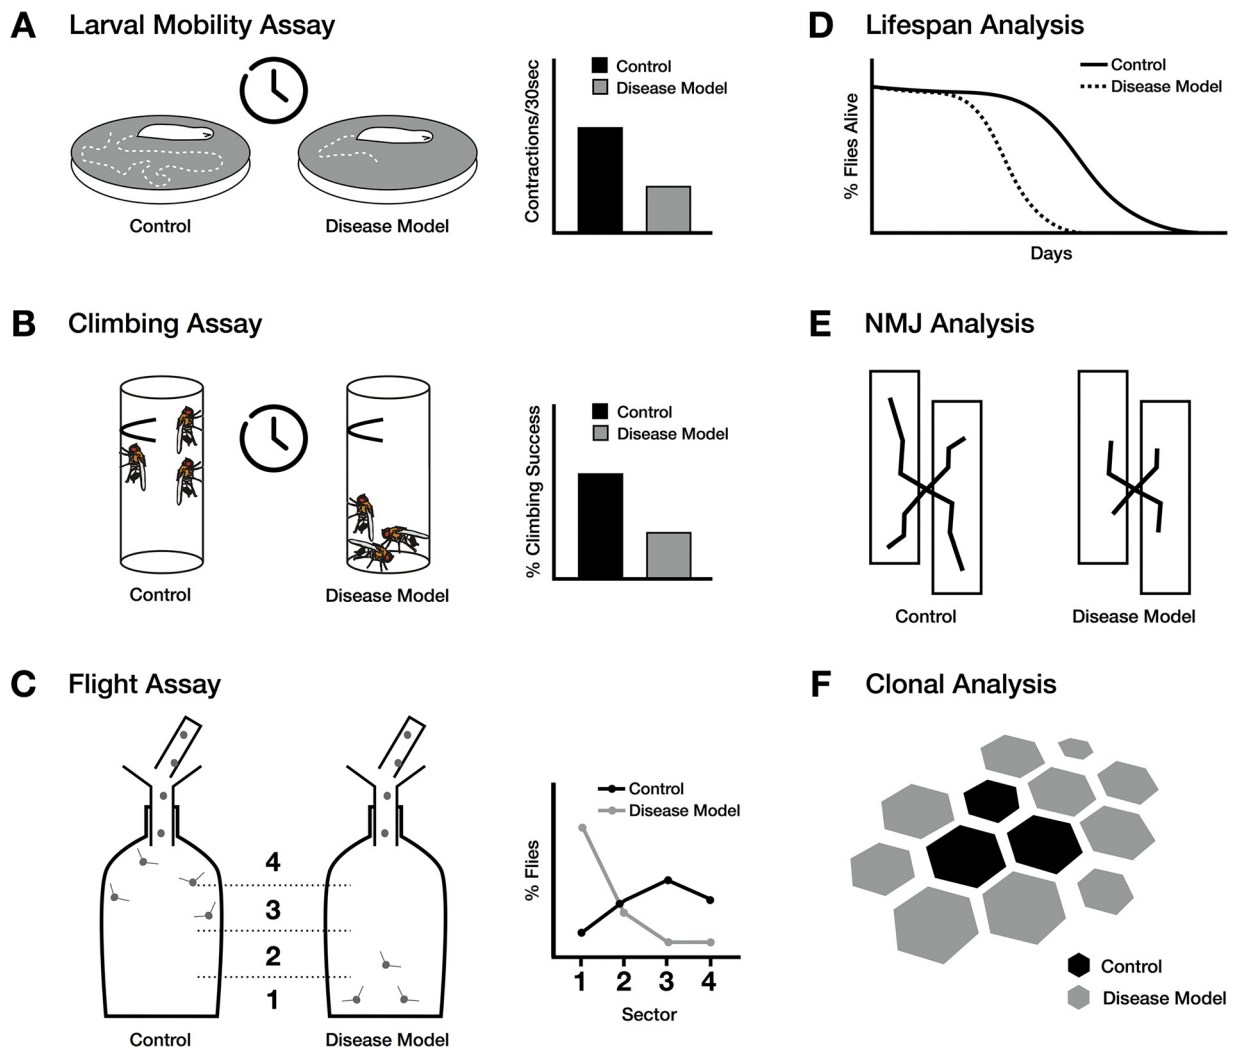 A Larval Mobility Assay
Control
Disease Model
Contractions/30sec
Control
Disease Model
B Climbing Assay
Control
Disease Model
% Climbing Success
Control
Disease Model
C Flight Assay
4
3
2
1
Control
Disease Model
% Flies
Control
Disease Model
1 2 3 4
Sector
D Lifespan Analysis
Control
Disease Model
% Flies Alive
Days
E NMJ Analysis
Control
Disease Model
F Clonal Analysis
Control
Disease Model